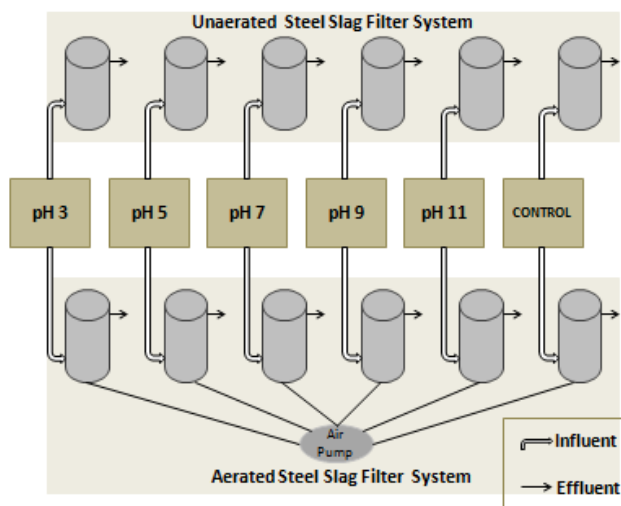 Unaerated Steel Slag Filter System
pH 3
pH 5
pH 7
pH 9
pH 11
CONTROL
Air
Pump
Aerated Steel Slag Filter System
Influent
Effluent